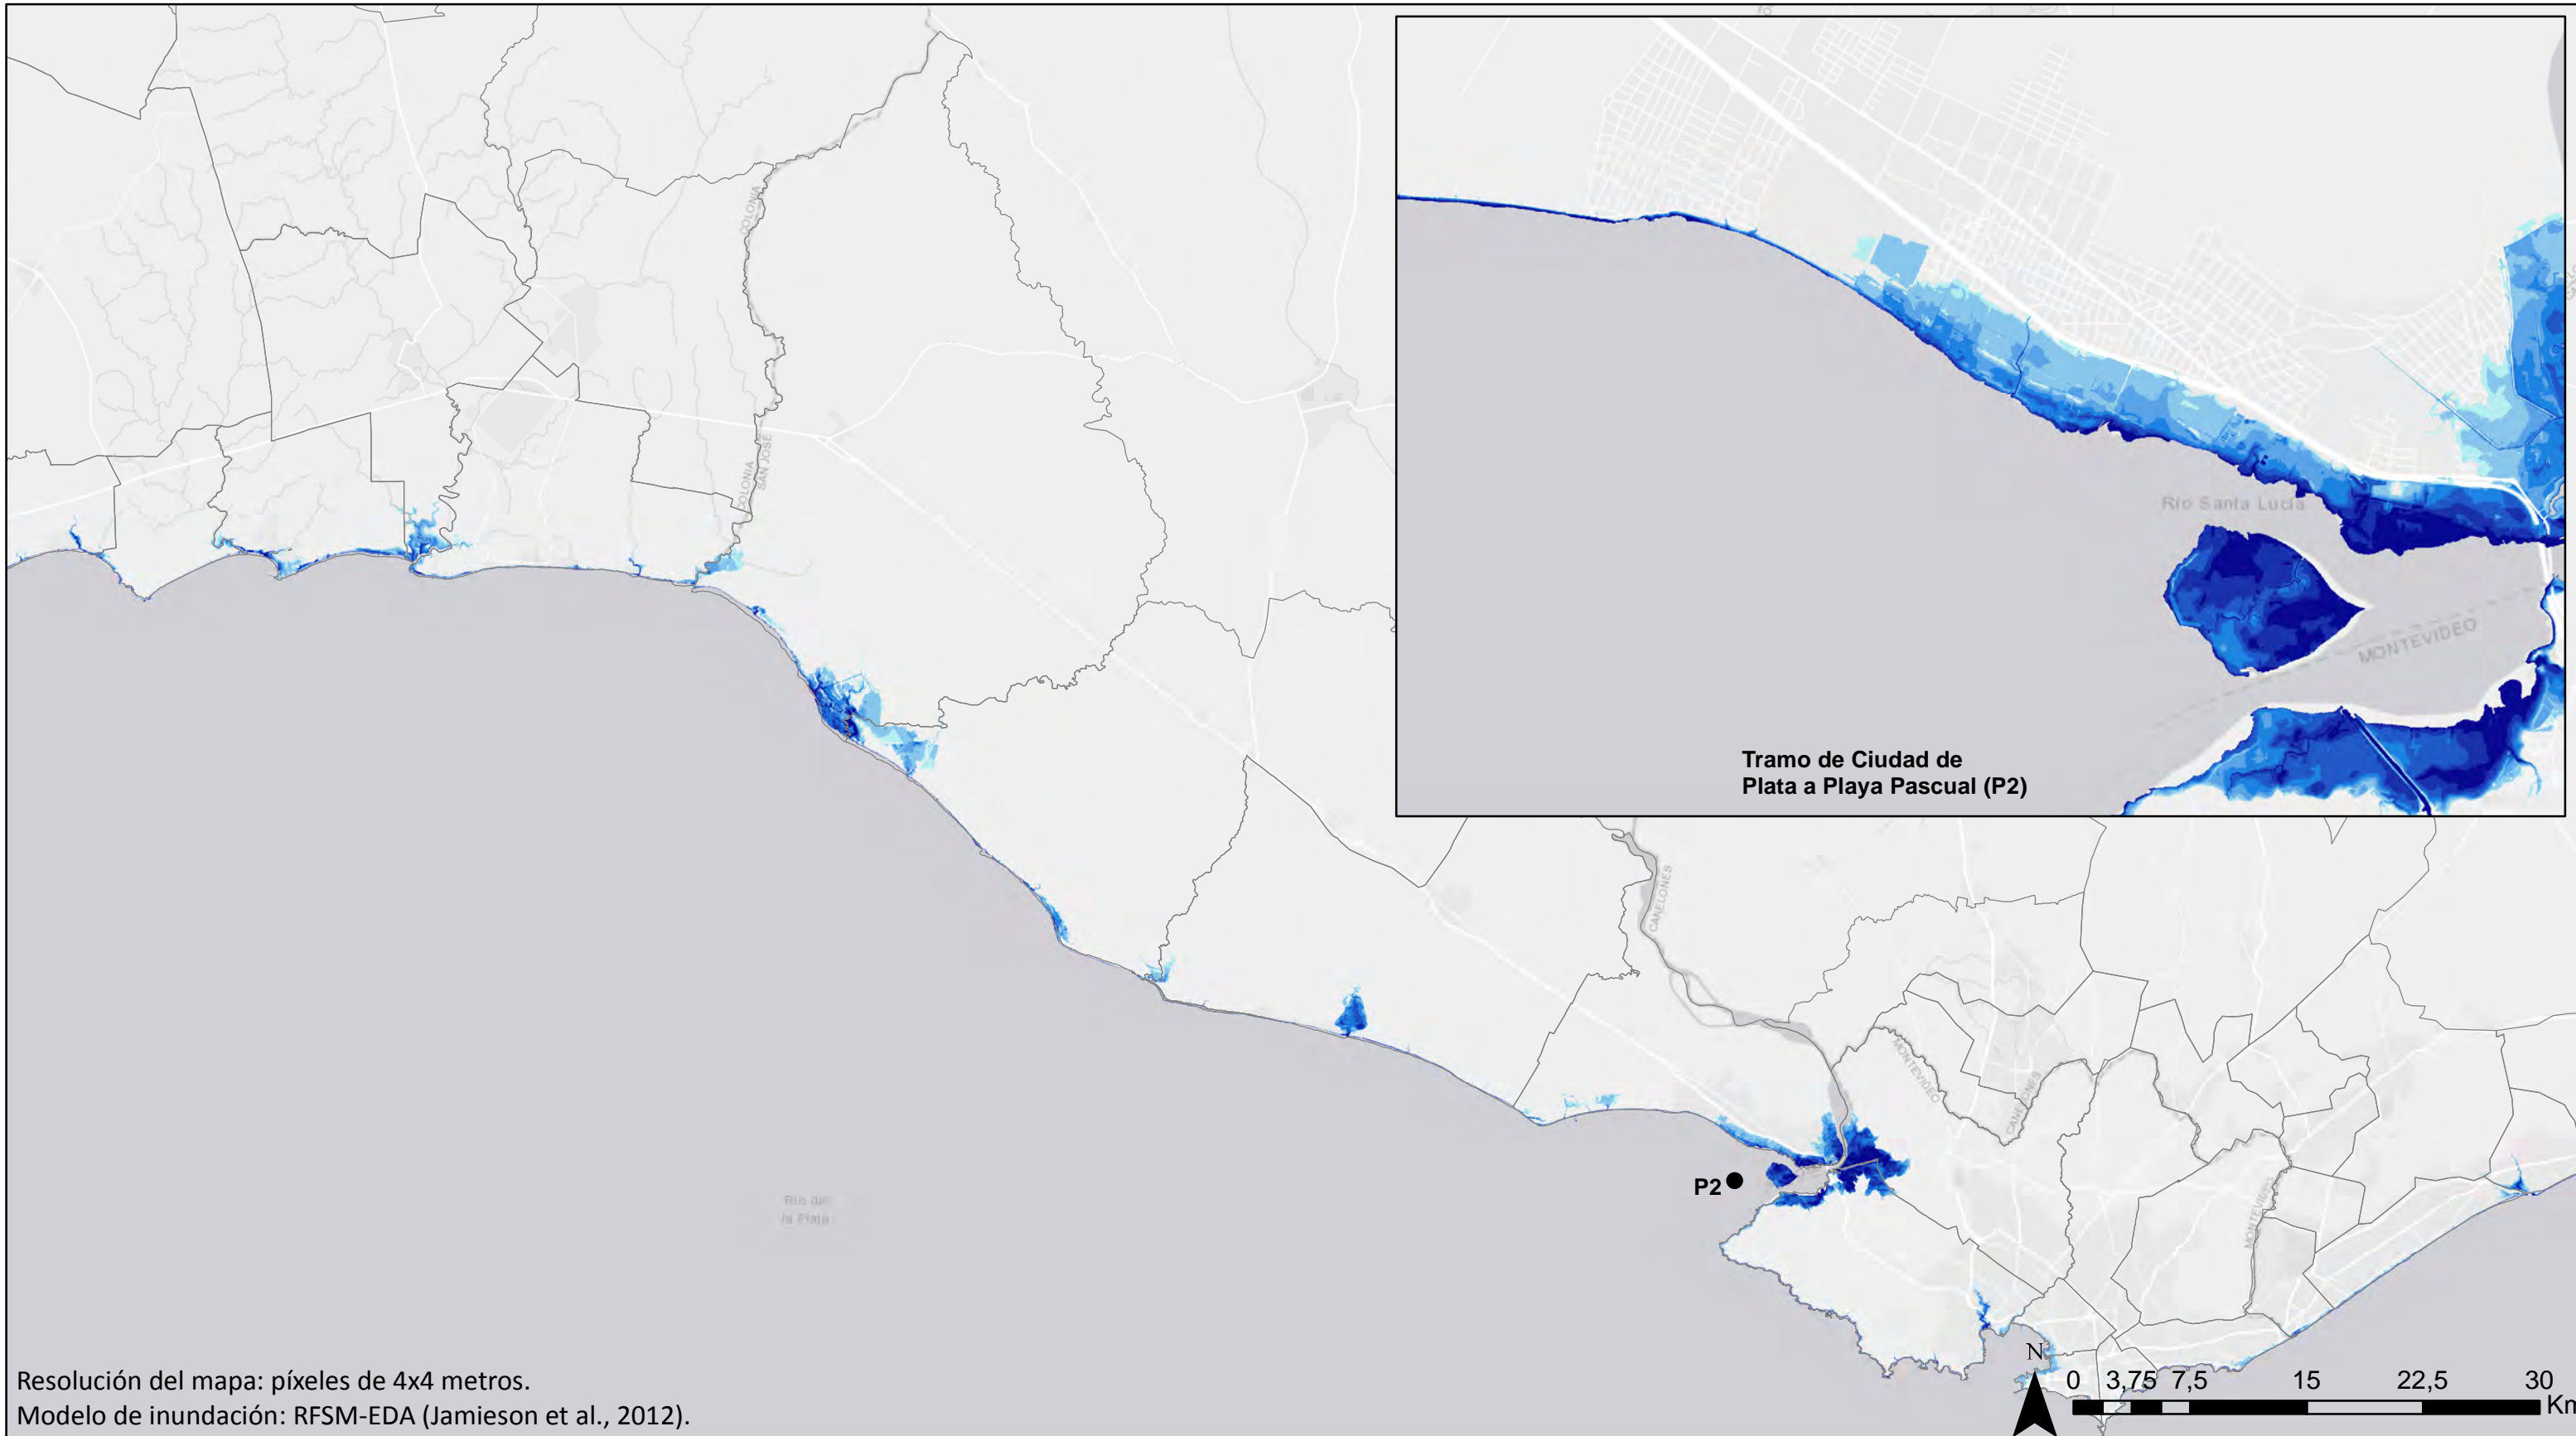 COLONIA
COLONIA
SAN JOSÉ
Río Santa Lucía
MONTEVIDEO
Tramo de Ciudad de
Plata a Playa Pascual (P2)
CANELONES
MONTEVIDEO
CANELONES
MONTEVIDEO
P2
Río de
la Plata
Resolución del mapa: píxeles de 4x4 metros.
Modelo de inundación: RFSM-EDA (Jamieson et al., 2012).
N
0 3,75 7,5 15 22,5 30
Km